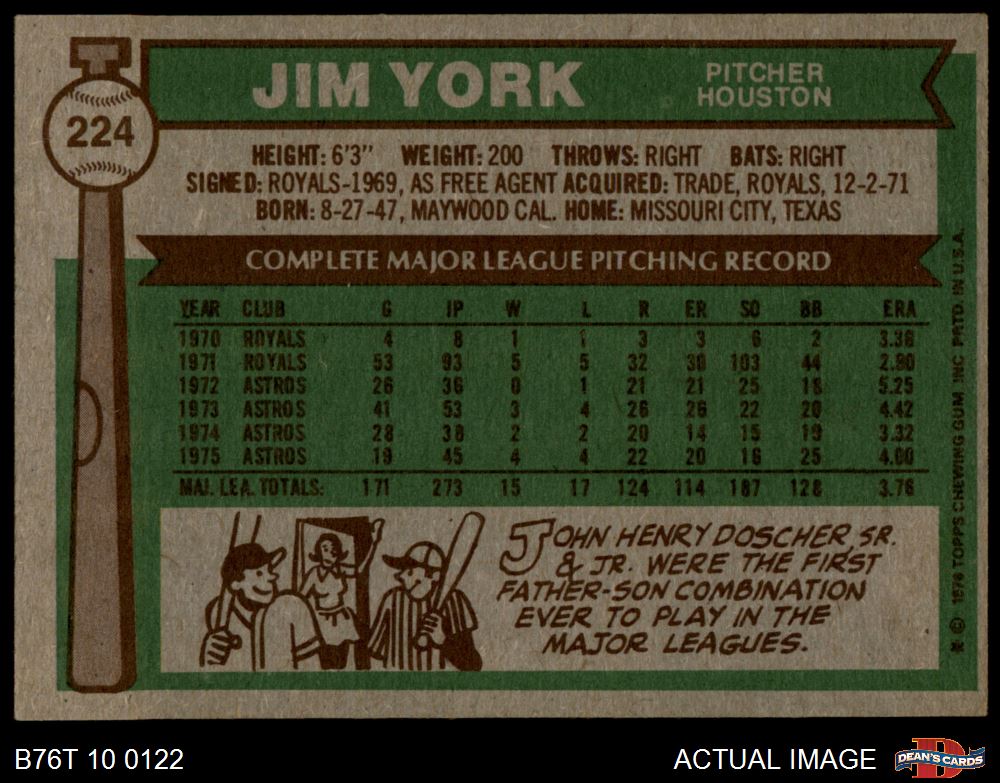 JIM YORK
PITCHER
HOUSTON
224
HEIGHT: 6'3" WEIGHT: 200 THROWS: RIGHT BATS: RIGHT
SIGNED: ROYALS-1969, AS FREE AGENT ACQUIRED: TRADE, ROYALS, 12-2-71
BORN: 8-27-47, MAYWOOD CAL. HOME: MISSOURI CITY, TEXAS
COMPLETE MAJOR LEAGUE PITCHING RECORD
YEAR CLUB G IP W L R ER SO BB ERA
1970 ROYALS 4 8 1 1 3 3 6 2 3.38
1971 ROYALS 53 93 5 5 32 30 103 44 2.90
1972 ASTROS 26 36 0 1 21 21 25 18 5.25
1973 ASTROS 41 53 3 4 26 26 22 20 4.42
1974 ASTROS 28 38 2 2 20 14 15 19 3.32
1975 ASTROS 19 45 4 4 22 20 16 25 4.00
MAJ. LEA. TOTALS: 171 273 15 17 124 114 187 128 3.76
JOHN HENRY DOSCHER, SR.
& JR. WERE THE FIRST
FATHER-SON COMBINATION
EVER TO PLAY IN THE
MAJOR LEAGUES.
* © 1976 TOPPS CHEWING GUM INC PRTD. IN U.S.A.
B76T 10 0122
ACTUAL IMAGE
D
DEAN'S CARDS